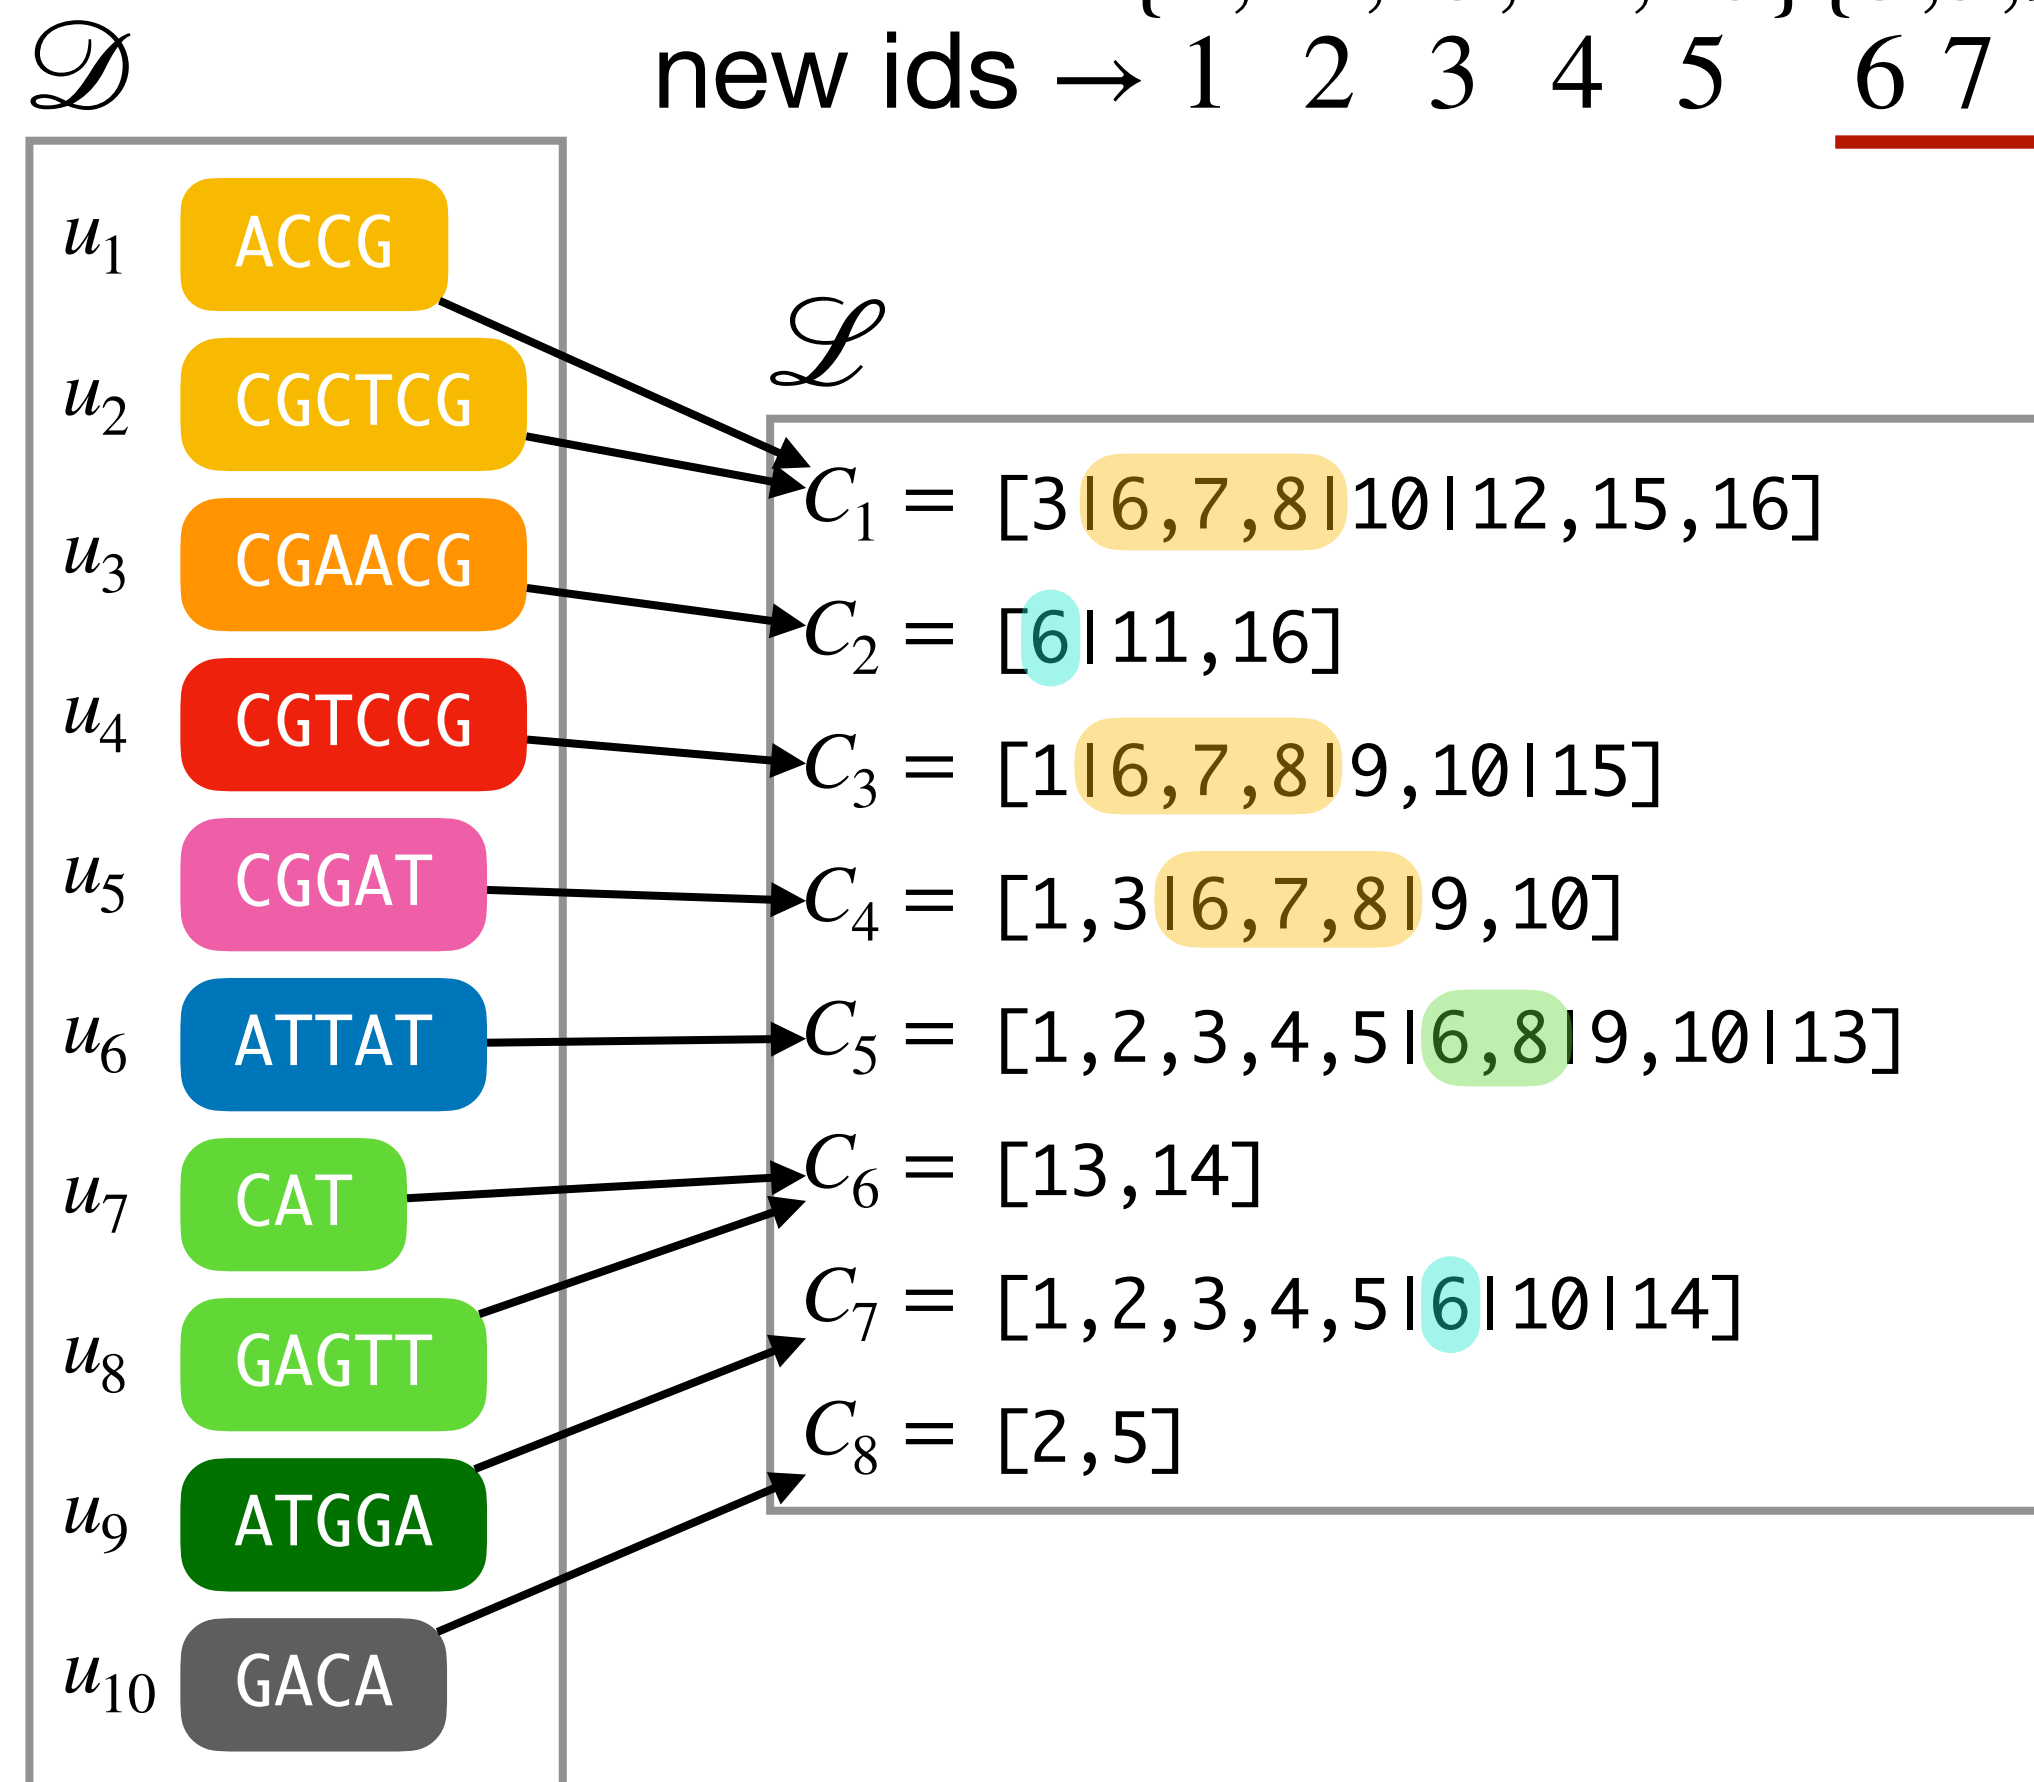 𝒟
new ids → 1 2 3 4 5 6 7
u1 ACCG
u2 CGCTCG
u3 CGAACG
u4 CGTCCG
u5 CGGAT
u6 ATTAT
u7 CAT
u8 GAGTT
u9 ATGGA
u10 GACA
ℒ
C1 = [3|6,7,8|10|12,15,16]
C2 = [6|11,16]
C3 = [1|6,7,8|9,10|15]
C4 = [1,3|6,7,8|9,10]
C5 = [1,2,3,4,5|6,8|9,10|13]
C6 = [13,14]
C7 = [1,2,3,4,5|6|10|14]
C8 = [2,5]